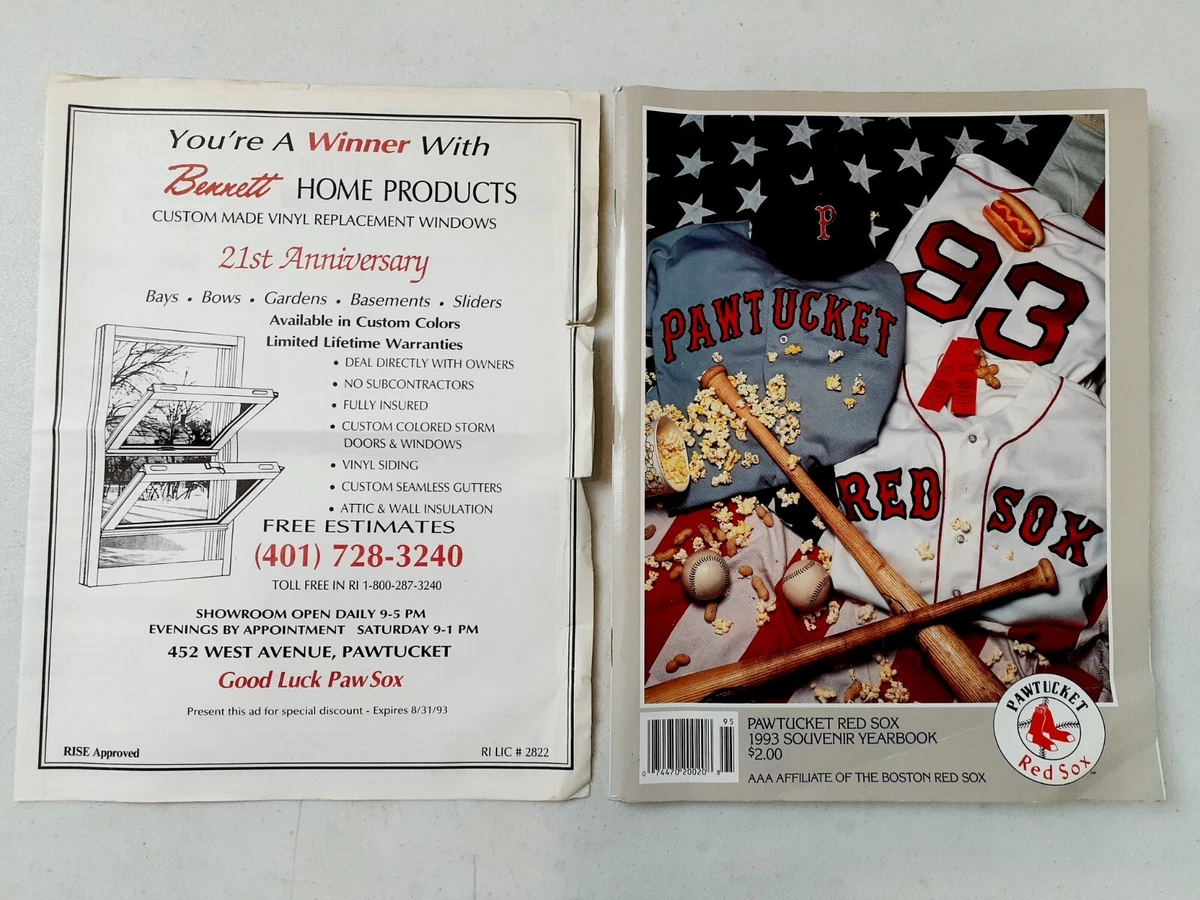 You're A Winner With
Bennett HOME PRODUCTS
CUSTOM MADE VINYL REPLACEMENT WINDOWS
21st Anniversary
Bays • Bows • Gardens • Basements • Sliders
Available in Custom Colors
Limited Lifetime Warranties
• DEAL DIRECTLY WITH OWNERS
• NO SUBCONTRACTORS
• FULLY INSURED
• CUSTOM COLORED STORM
DOORS & WINDOWS
• VINYL SIDING
• CUSTOM SEAMLESS GUTTERS
• ATTIC & WALL INSULATION
FREE ESTIMATES
(401) 728-3240
TOLL FREE IN RI 1-800-287-3240
SHOWROOM OPEN DAILY 9-5 PM
EVENINGS BY APPOINTMENT SATURDAY 9-1 PM
452 WEST AVENUE, PAWTUCKET
Good Luck PawSox
Present this ad for special discount - Expires 8/31/93
RISE Approved
RI LIC # 2822
P
93
PAWTUCKET
RED SOX
95
0 74470 20020 8
PAWTUCKET RED SOX
1993 SOUVENIR YEARBOOK
$2.00
AAA AFFILIATE OF THE BOSTON RED SOX
PAWTUCKET
Red Sox
TM